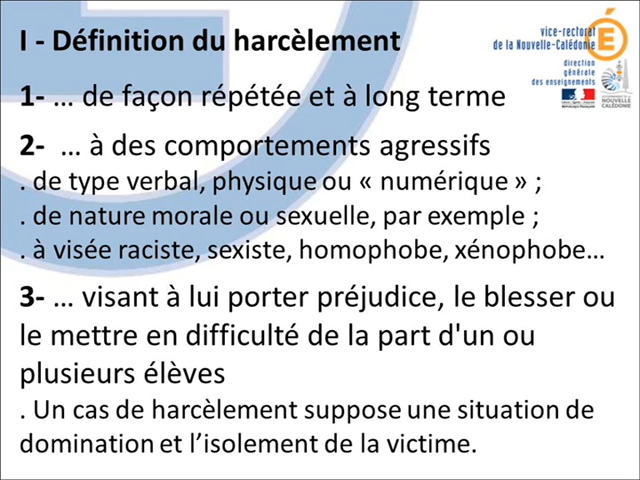 I - Définition du harcèlement
vice-rectorat
de la Nouvelle-Calédonie
É
direction
générale
des enseignements
NOUVELLE
CALÉDONIE
1- ... de façon répétée et à long terme
2- ... à des comportements agressifs
. de type verbal, physique ou « numérique » ;
. de nature morale ou sexuelle, par exemple ;
. à visée raciste, sexiste, homophobe, xénophobe...
3- ... visant à lui porter préjudice, le blesser ou
le mettre en difficulté de la part d'un ou
plusieurs élèves
. Un cas de harcèlement suppose une situation de
domination et l’isolement de la victime.